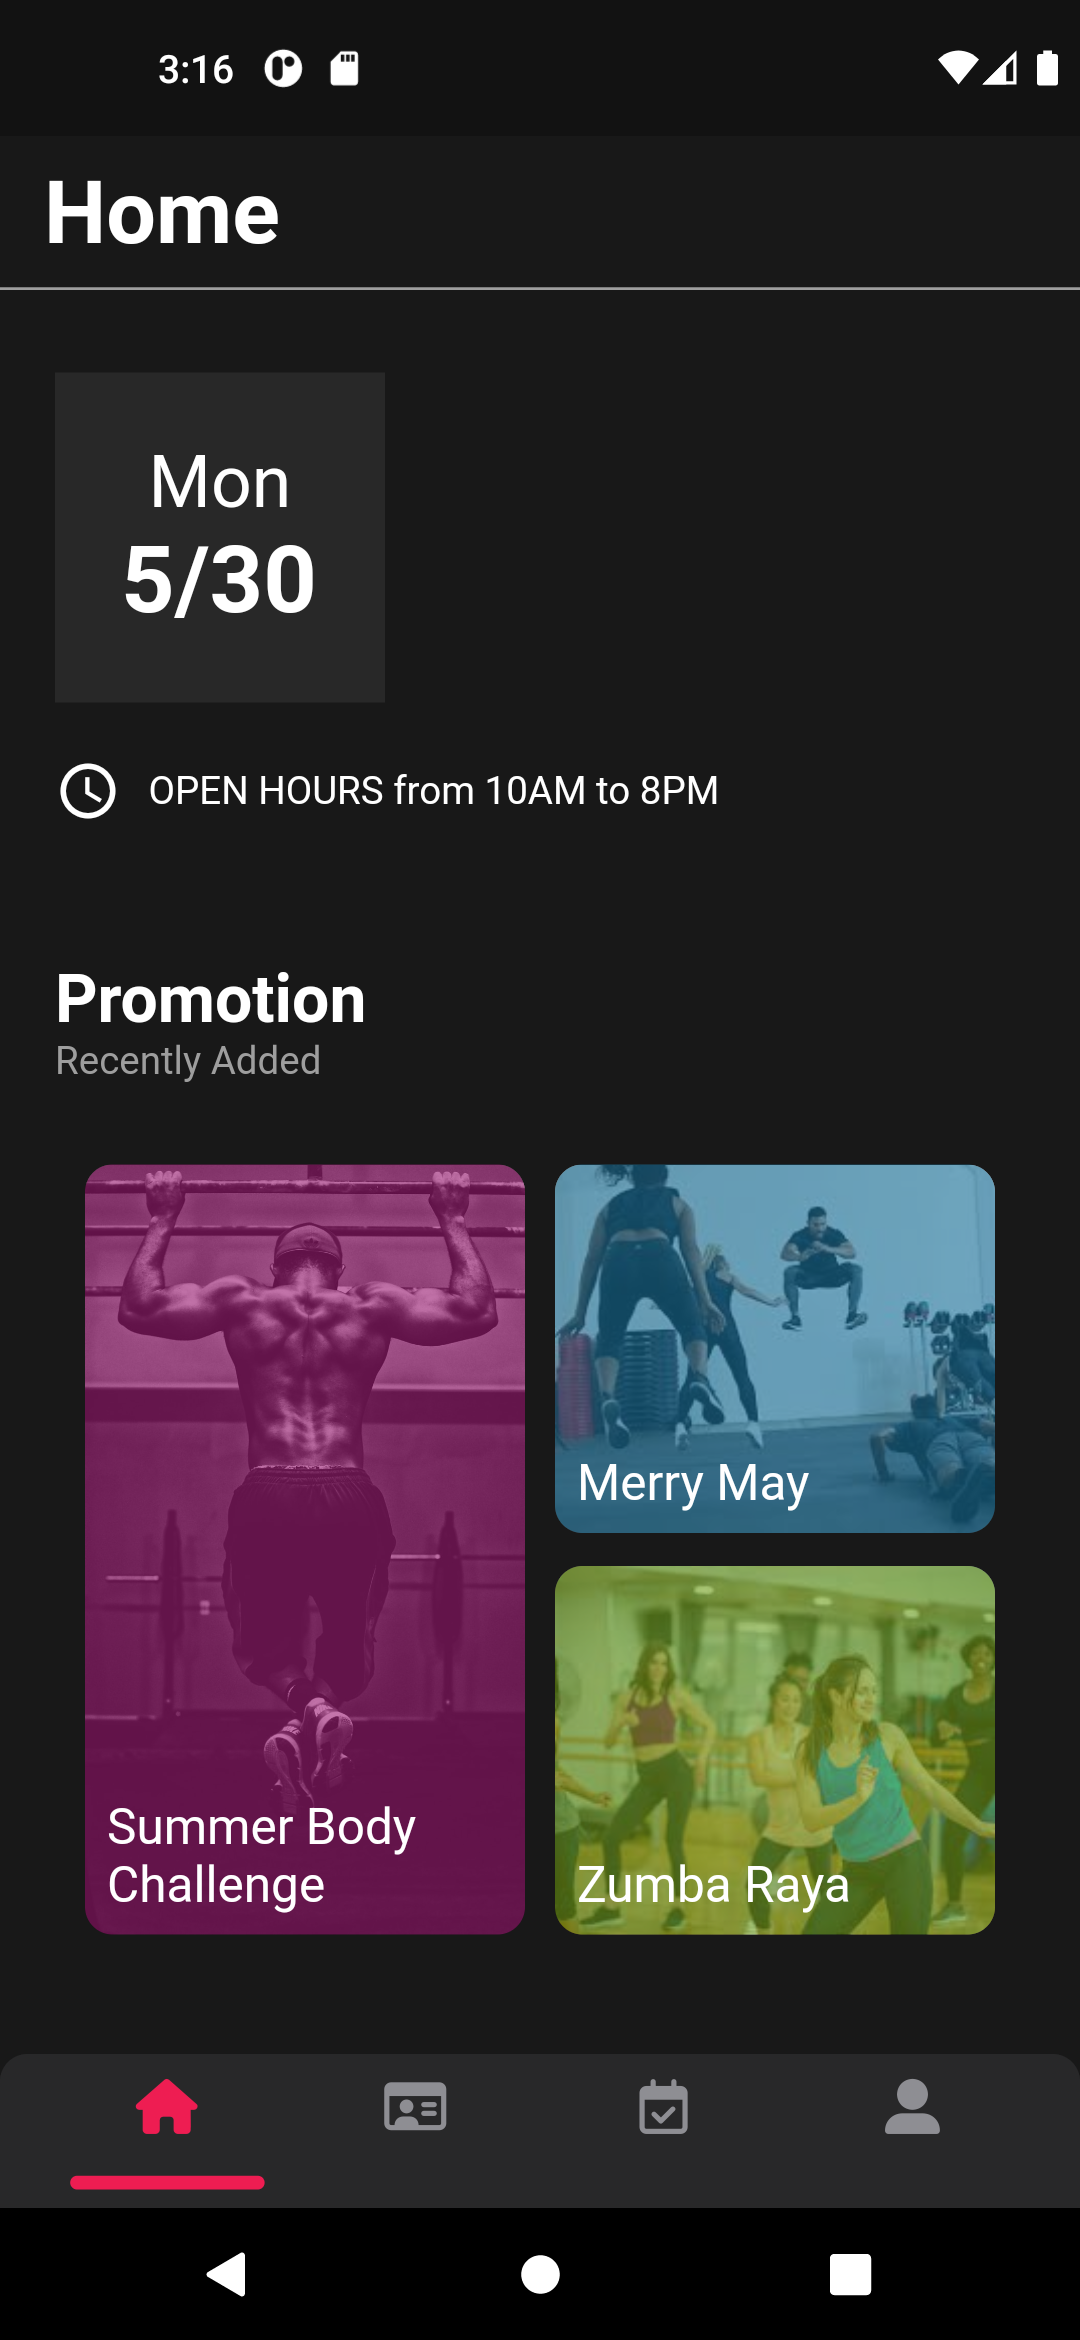 3:16
Home
Mon
5/30
OPEN HOURS from 10AM to 8PM
Promotion
Recently Added
Summer Body
Challenge
Merry May
Zumba Raya